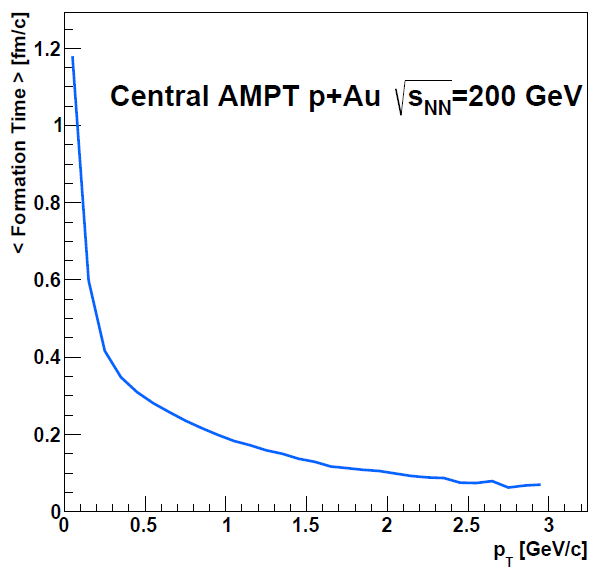 < Formation Time > [fm/c]
Central AMPT p+Au √sNN=200 GeV
1.2
1
0.8
0.6
0.4
0.2
0
0 0.5 1 1.5 2 2.5 3
pT [GeV/c]